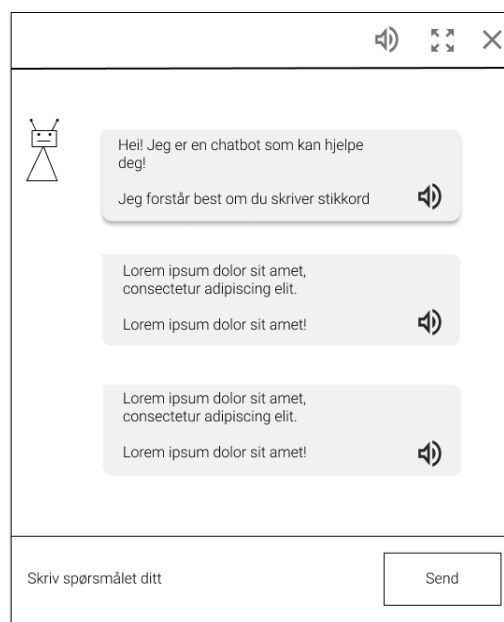 Hei! Jeg er en chatbot som kan hjelpe
deg!
Jeg forstår best om du skriver stikkord
Lorem ipsum dolor sit amet,
consectetur adipiscing elit.
Lorem ipsum dolor sit amet!
Lorem ipsum dolor sit amet,
consectetur adipiscing elit.
Lorem ipsum dolor sit amet!
Skriv spørsmålet ditt
Send